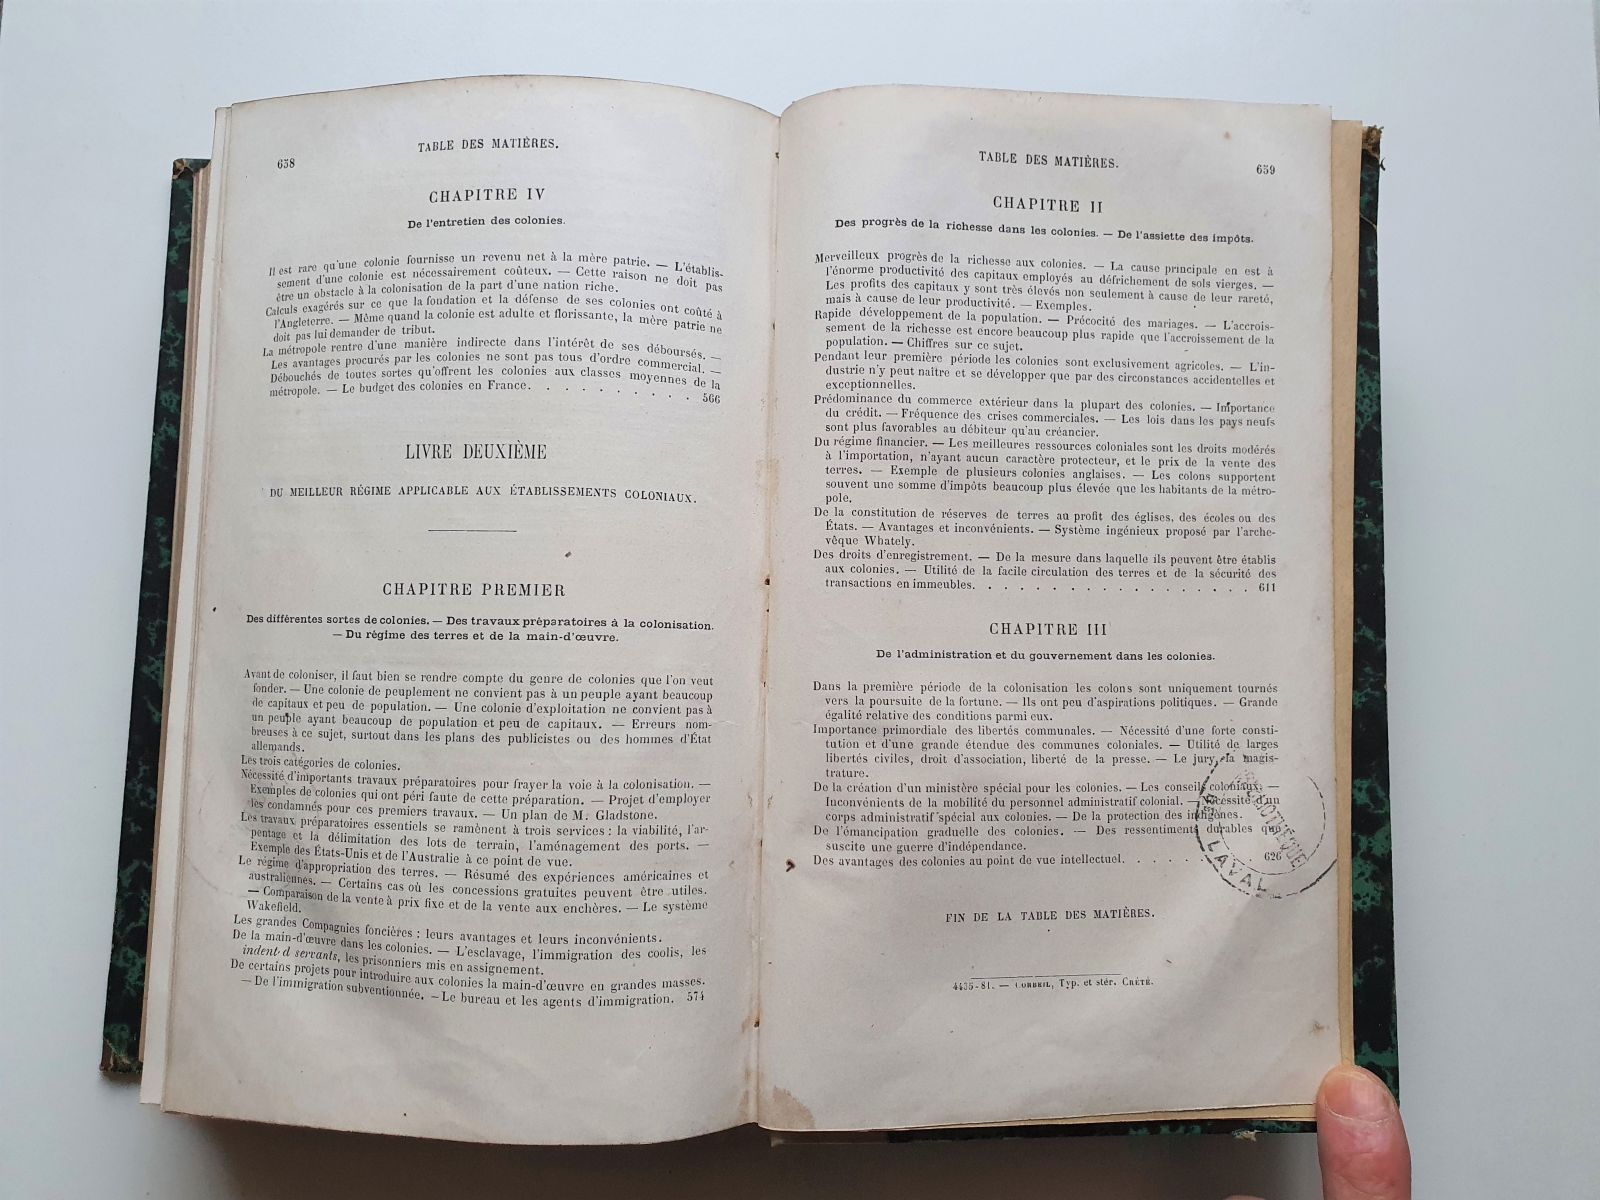 658
TABLE DES MATIÈRES.
CHAPITRE IV
De l'entretien des colonies.
Il est rare qu'une colonie fournisse un revenu net à la mère patrie. — L'établis-
sement d'une colonie est nécessairement coûteux. — Cette raison ne doit pas
être un obstacle à la colonisation de la part d'une nation riche.
Calculs exagérés sur ce que la fondation et la défense de ses colonies ont coûté à
l'Angleterre. — Même quand la colonie est adulte et florissante, la mère patrie ne
doit pas lui demander de tribut.
La métropole rentre d'une manière indirecte dans l'intérêt de ses déboursés. —
Les avantages procurés par les colonies ne sont pas tous d'ordre commercial. —
Débouchés de toutes sortes qu'offrent les colonies aux classes moyennes de la
métropole. — Le budget des colonies en France. . . . . . . . . . . 566
LIVRE DEUXIÈME
DU MEILLEUR RÉGIME APPLICABLE AUX ÉTABLISSEMENTS COLONIAUX.
CHAPITRE PREMIER
Des différentes sortes de colonies. — Des travaux préparatoires à la colonisation.
— Du régime des terres et de la main-d'œuvre.
Avant de coloniser, il faut bien se rendre compte du genre de colonies que l'on veut
fonder. — Une colonie de peuplement ne convient pas à un peuple ayant beaucoup
de capitaux et peu de population. — Une colonie d'exploitation ne convient pas à
un peuple ayant beaucoup de population et peu de capitaux. — Erreurs nom-
breuses à ce sujet, surtout dans les plans des publicistes ou des hommes d'État
allemands.
Les trois catégories de colonies.
Nécessité d'importants travaux préparatoires pour frayer la voie à la colonisation. —
Exemples de colonies qui ont péri faute de cette préparation. — Projet d'employer
les condamnés pour ces premiers travaux. — Un plan de M. Gladstone.
Les travaux préparatoires essentiels se ramènent à trois services : la viabilité, l'ar-
pentage et la délimitation des lots de terrain, l'aménagement des ports. —
Exemple des États-Unis et de l'Australie à ce point de vue.
Le régime d'appropriation des terres. — Résumé des expériences américaines et
australiennes. — Certains cas où les concessions gratuites peuvent être utiles.
— Comparaison de la vente à prix fixe et de la vente aux enchères. — Le système
Wakefield.
Les grandes Compagnies foncières : leurs avantages et leurs inconvénients.
De la main-d'œuvre dans les colonies. — L'esclavage, l'immigration des coolis, les
indent d servants, les prisonniers mis en assignement.
De certains projets pour introduire aux colonies la main-d'œuvre en grandes masses.
— De l'immigration subventionnée. — Le bureau et les agents d'immigration. 574
TABLE DES MATIÈRES.
659
CHAPITRE II
Des progrès de la richesse dans les colonies. — De l'assiette des impôts.
Merveilleux progrès de la richesse aux colonies. — La cause principale en est à
l'énorme productivité des capitaux employés au défrichement de sols vierges. —
Les profits des capitaux y sont très élevés non seulement à cause de leur rareté,
mais à cause de leur productivité. — Exemples.
Rapide développement de la population. — Précocité des mariages. — L'accrois-
sement de la richesse est encore beaucoup plus rapide que l'accroissement de la
population. — Chiffres sur ce sujet.
Pendant leur première période les colonies sont exclusivement agricoles. — L'in-
dustrie n'y peut naître et se développer que par des circonstances accidentelles et
exceptionnelles.
Prédominance du commerce extérieur dans la plupart des colonies. — Importance
du crédit. — Fréquence des crises commerciales. — Les lois dans les pays neufs
sont plus favorables au débiteur qu'au créancier.
Du régime financier. — Les meilleures ressources coloniales sont les droits modérés
à l'importation, n'ayant aucun caractère protecteur, et le prix de la vente des
terres. — Exemple de plusieurs colonies anglaises. — Les colons supportent
souvent une somme d'impôts beaucoup plus élevée que les habitants de la métro-
pole.
De la constitution de réserves de terres au profit des églises, des écoles ou des
États. — Avantages et inconvénients. — Système ingénieux proposé par l'arche-
vêque Whately.
Des droits d'enregistrement. — De la mesure dans laquelle ils peuvent être établis
aux colonies. — Utilité de la facile circulation des terres et de la sécurité des
transactions en immeubles. . . . . . . . . . . . . . . . . . 611
CHAPITRE III
De l'administration et du gouvernement dans les colonies.
Dans la première période de la colonisation les colons sont uniquement tournés
vers la poursuite de la fortune. — Ils ont peu d'aspirations politiques. — Grande
égalité relative des conditions parmi eux.
Importance primordiale des libertés communales. — Nécessité d'une forte consti-
tution et d'une grande étendue des communes coloniales. — Utilité de larges
libertés civiles, droit d'association, liberté de la presse. — Le jury, la magis-
trature.
De la création d'un ministère spécial pour les colonies. — Les conseils coloniaux. —
Inconvénients de la mobilité du personnel administratif colonial. — Nécessité d'un
corps administratif spécial aux colonies. — De la protection des indigènes.
De l'émancipation graduelle des colonies. — Des ressentiments durables que
suscite une guerre d'indépendance.
Des avantages des colonies au point de vue intellectuel. . . . . . . . 626
BIBLIOTHÈQUE
LAVAL
FIN DE LA TABLE DES MATIÈRES.
4435-81. — CORBEIL, Typ. et stér. CRÉTÉ.